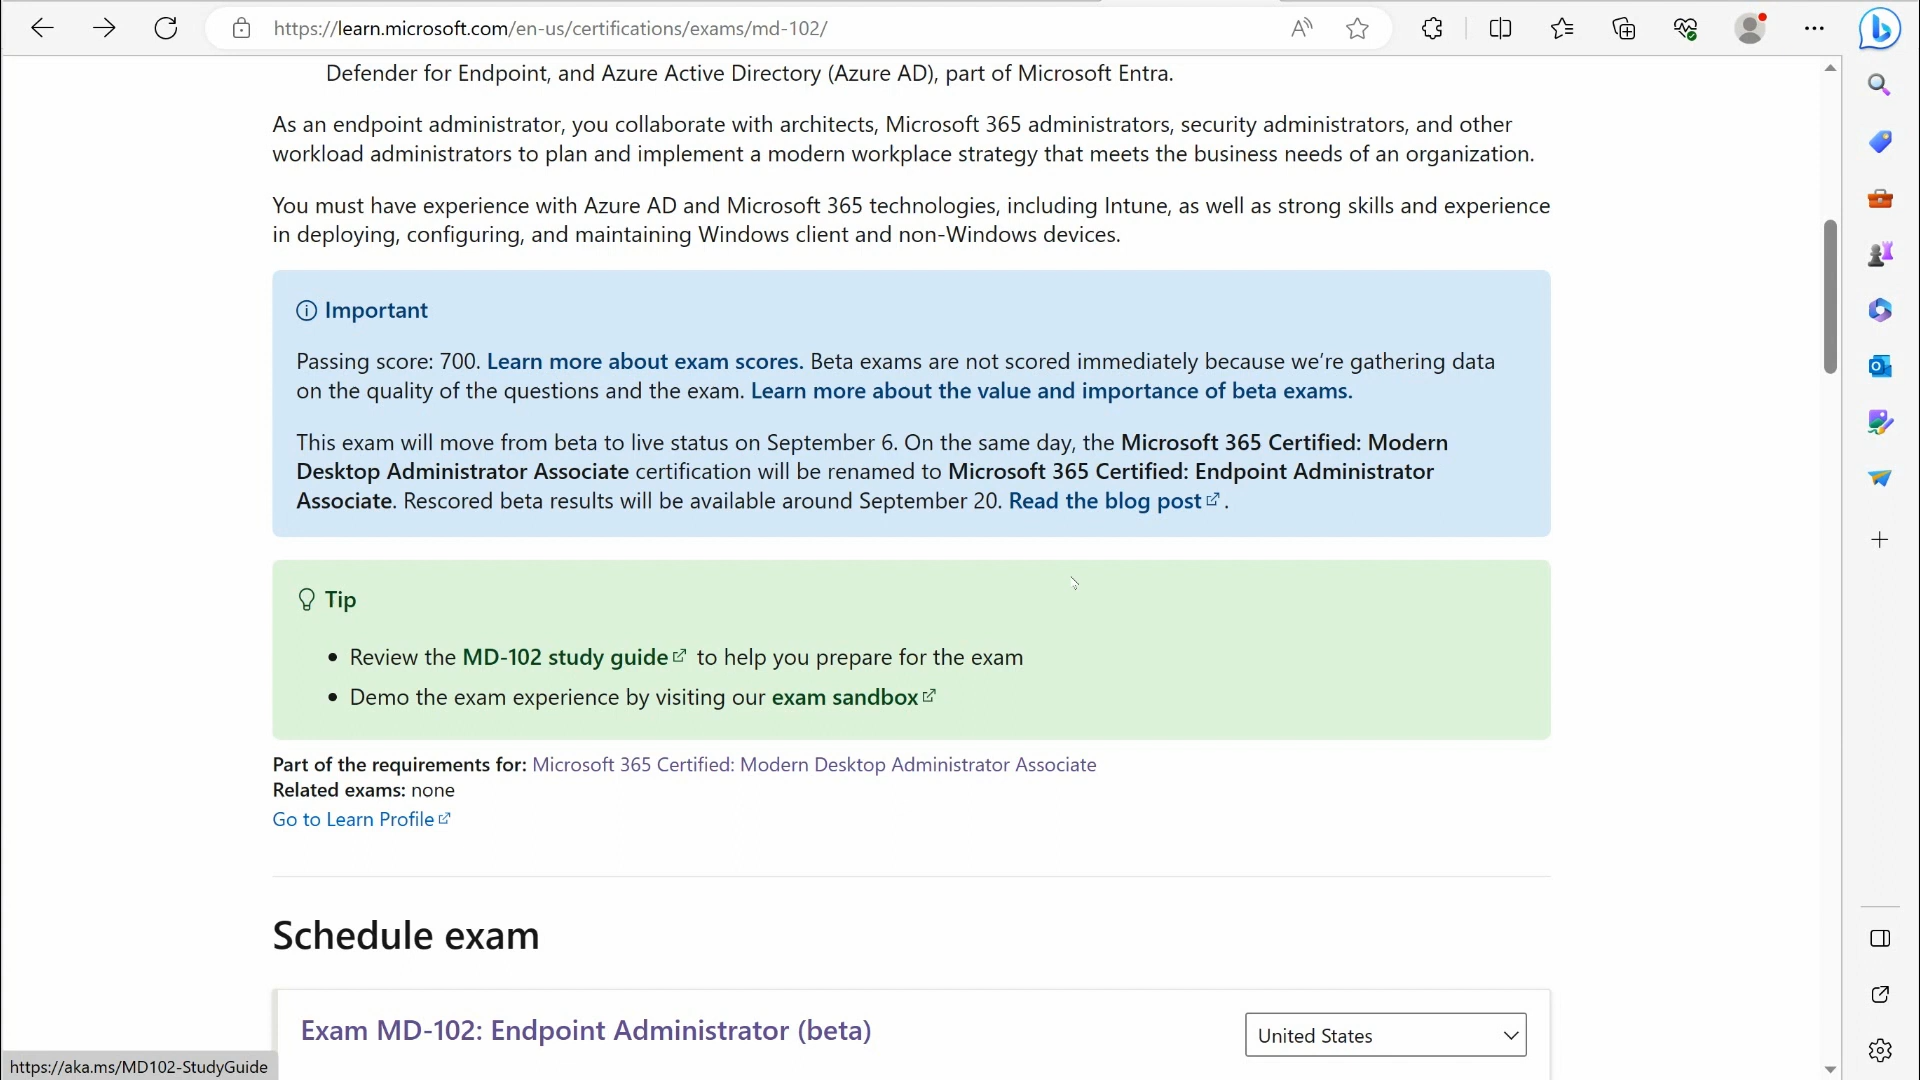 https://learn.microsoft.com/en-us/certifications/exams/md-102/
Defender for Endpoint, and Azure Active Directory (Azure AD), part of Microsoft Entra.
As an endpoint administrator, you collaborate with architects, Microsoft 365 administrators, security administrators, and other
workload administrators to plan and implement a modern workplace strategy that meets the business needs of an organization.
You must have experience with Azure AD and Microsoft 365 technologies, including Intune, as well as strong skills and experience
in deploying, configuring, and maintaining Windows client and non-Windows devices.
Important
Passing score: 700. Learn more about exam scores. Beta exams are not scored immediately because we’re gathering data
on the quality of the questions and the exam. Learn more about the value and importance of beta exams.
This exam will move from beta to live status on September 6. On the same day, the Microsoft 365 Certified: Modern
Desktop Administrator Associate certification will be renamed to Microsoft 365 Certified: Endpoint Administrator
Associate. Rescored beta results will be available around September 20. Read the blog post.
Tip
• Review the MD-102 study guide to help you prepare for the exam
• Demo the exam experience by visiting our exam sandbox
Part of the requirements for: Microsoft 365 Certified: Modern Desktop Administrator Associate
Related exams: none
Go to Learn Profile
Schedule exam
Exam MD-102: Endpoint Administrator (beta)
United States
https://aka.ms/MD102-StudyGuide